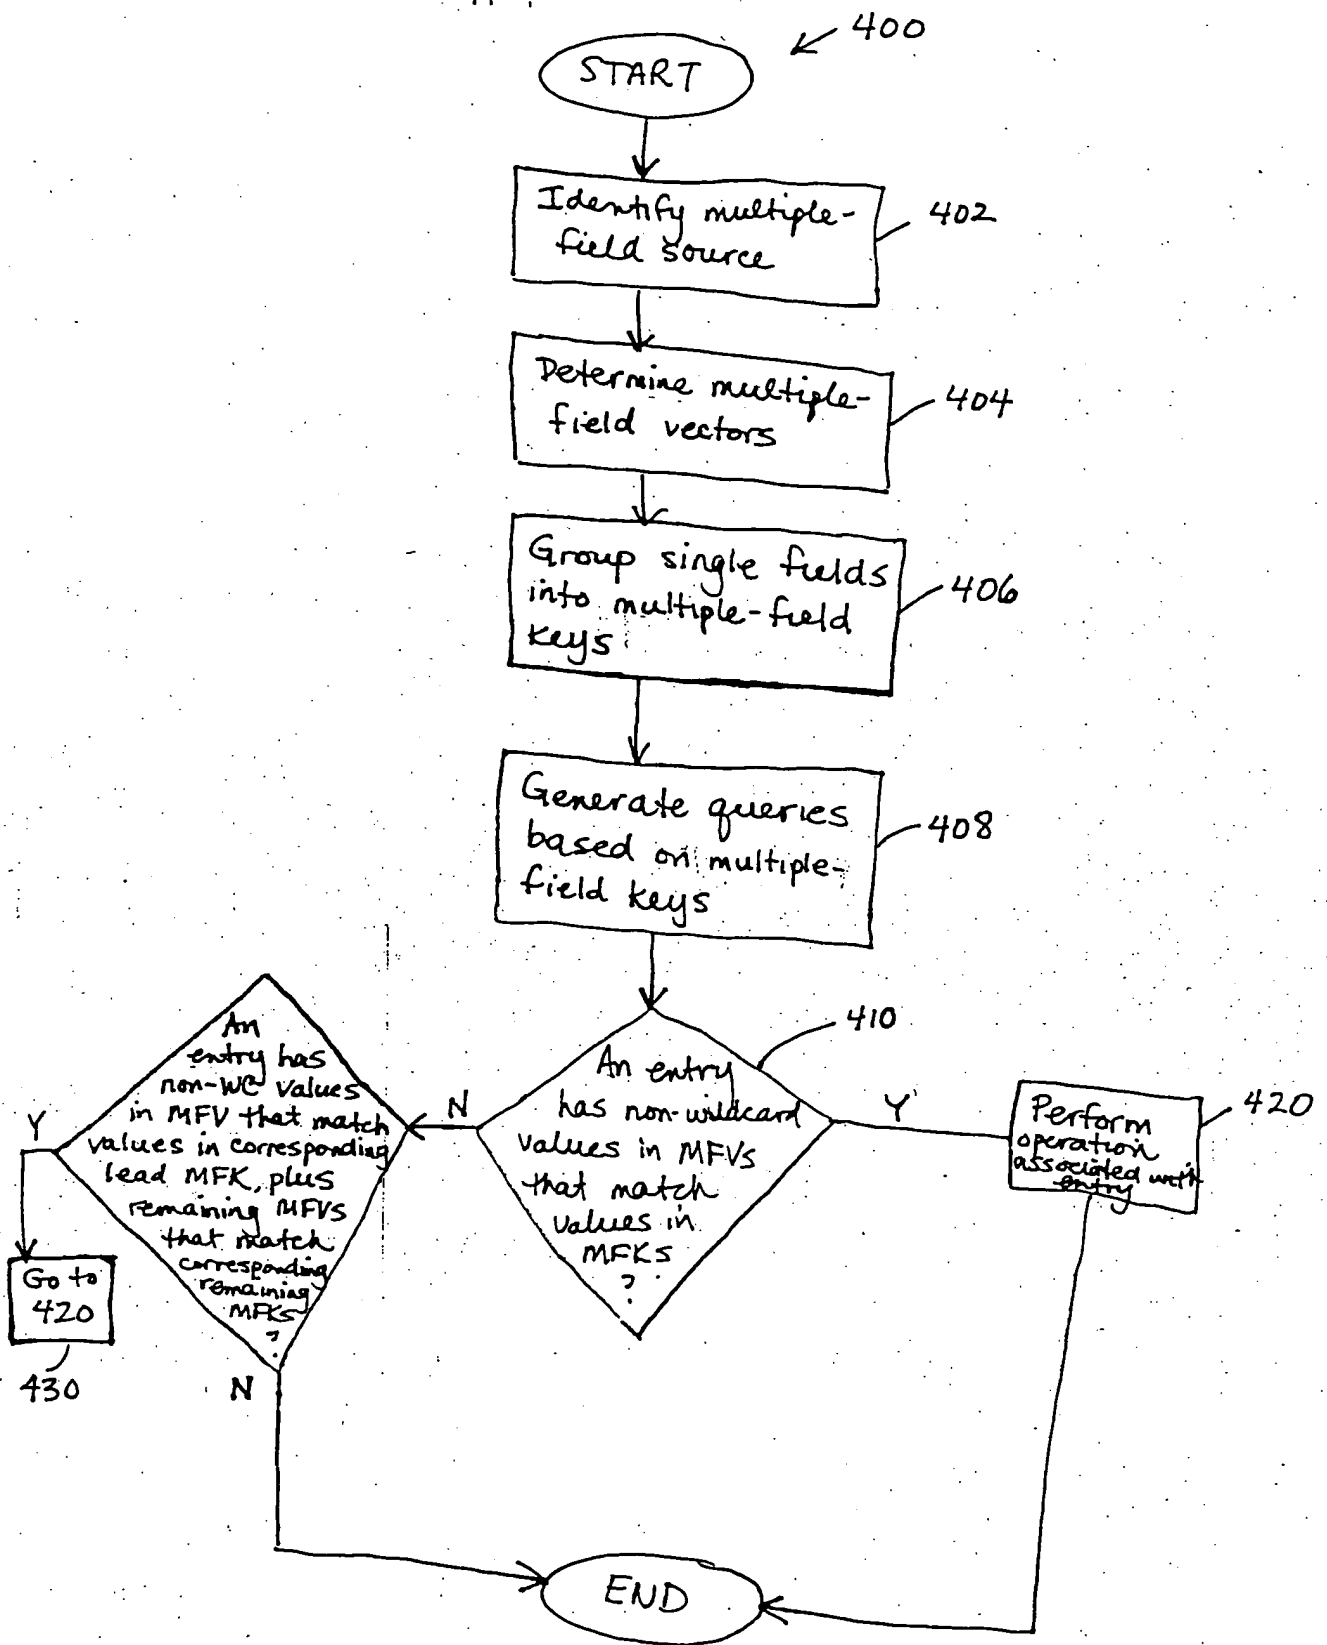 400
START
Identify multiple-
field source
402
Determine multiple-
field vectors
404
Group single fields
into multiple-field
keys
406
Generate queries
based on multiple-
field keys
408
410
An entry
has non-wildcard
values in MFVs
that match
values in
MFKs
?
N
Y
Perform
operation
associated with
entry
420
An
entry has
non-WC values
in MFV that match
values in corresponding
lead MFK, plus
remaining MFVs
that match
corresponding
remaining
MFKs
?
Y
Go to
420
430
N
END